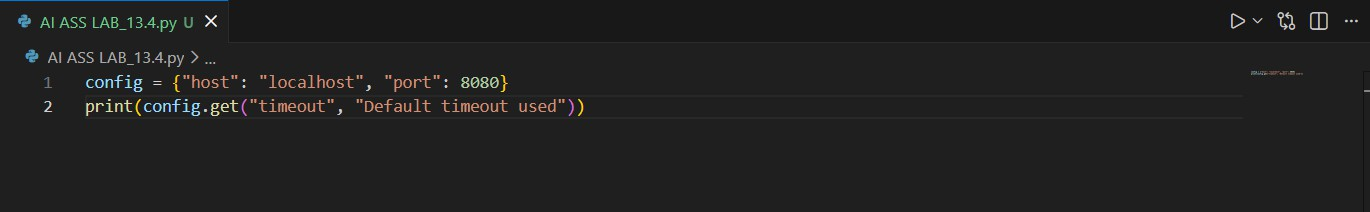 AI ASS LAB_13.4.py U
AI ASS LAB_13.4.py > ...
1 config = {"host": "localhost", "port": 8080}
2 print(config.get("timeout", "Default timeout used"))